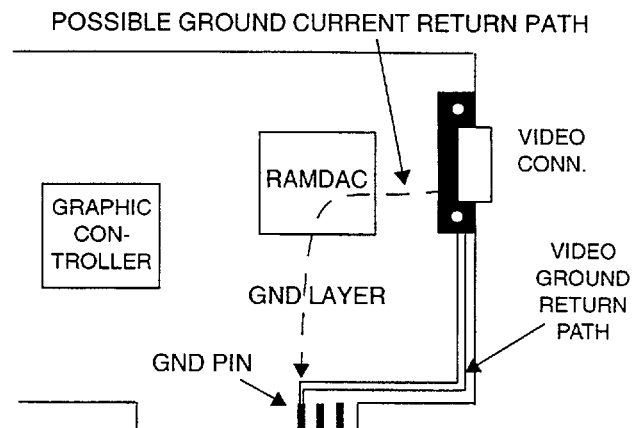 POSSIBLE GROUND CURRENT RETURN PATH
VIDEO
CONN.
RAMDAC
GRAPHIC
CON-
TROLLER
VIDEO
GROUND
RETURN
PATH
GND LAYER
GND PIN